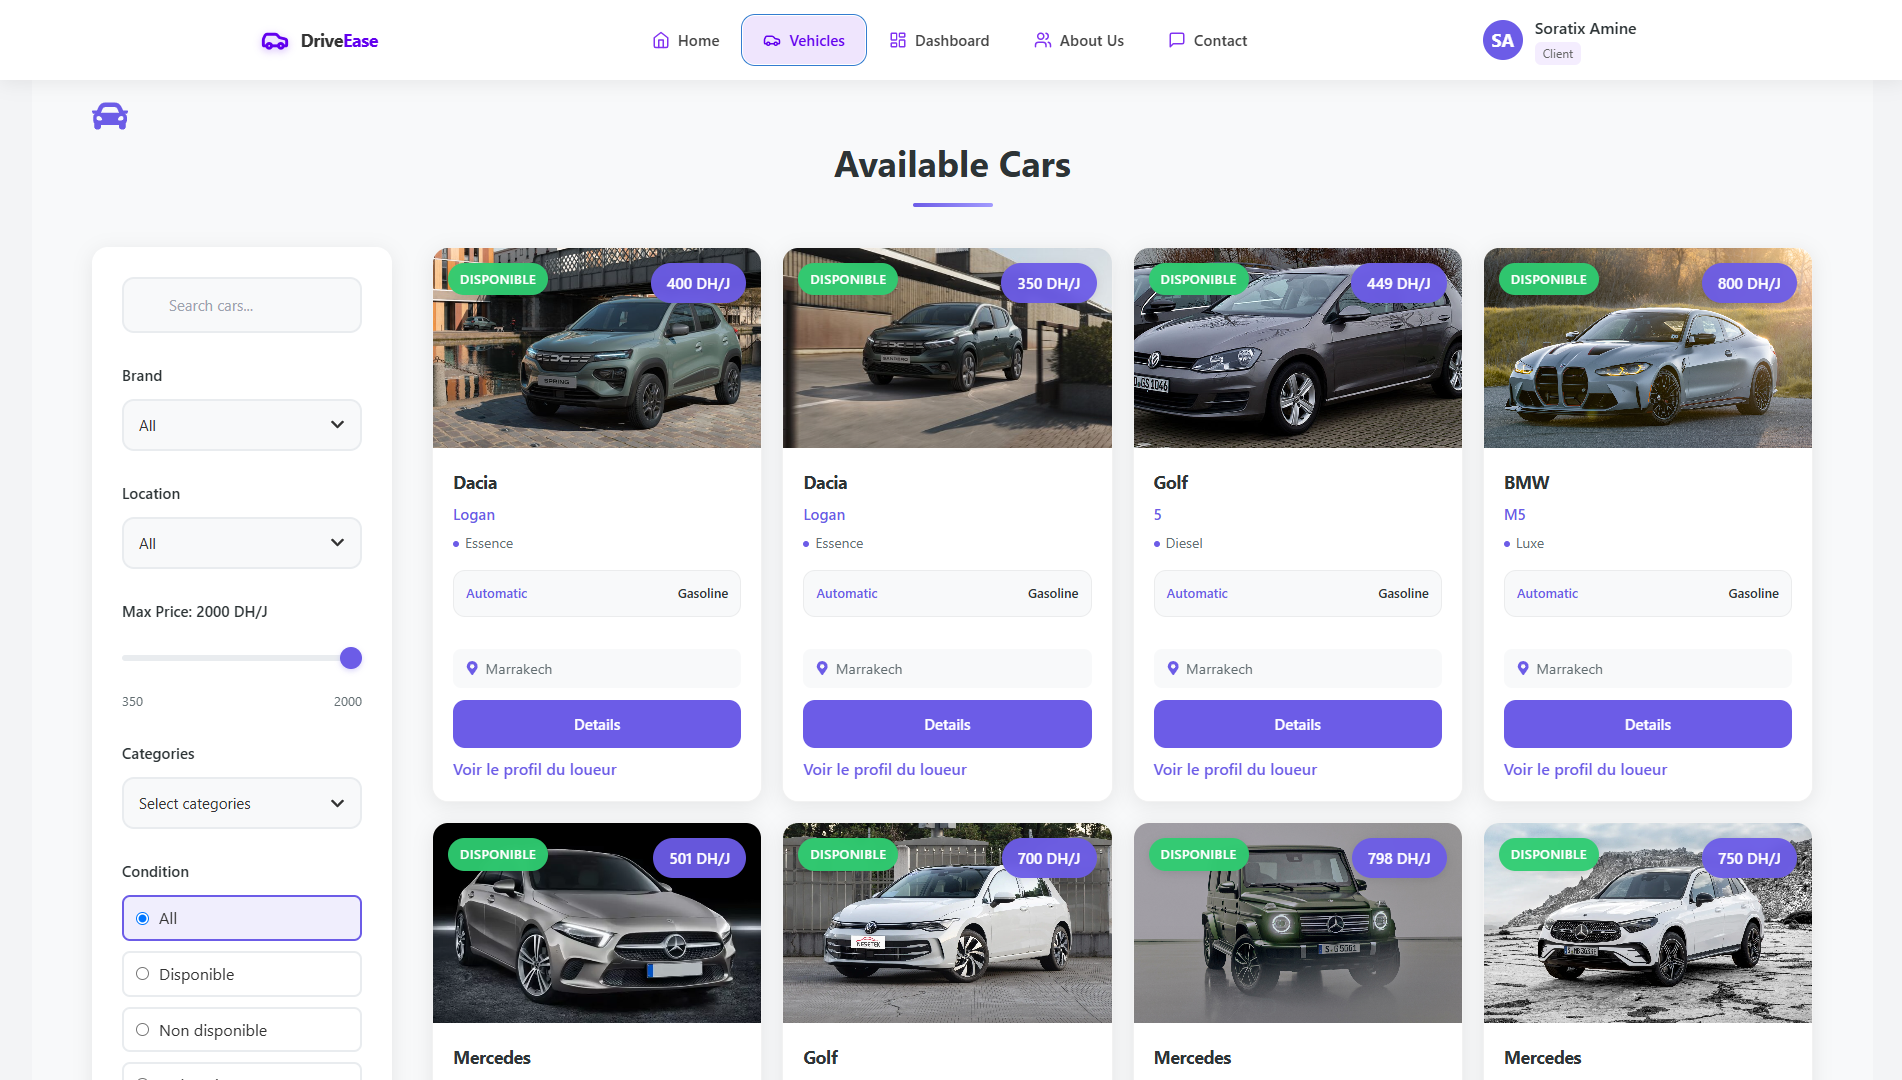 DriveEase
Home
Vehicles
Dashboard
About Us
Contact
SA
Soratix Amine
Client
Available Cars
Search cars...
Brand
All
Location
All
Max Price: 2000 DH/J
350
2000
Categories
Select categories
Condition
All
Disponible
Non disponible
DISPONIBLE
400 DH/J
SPRING
Dacia
Logan
Essence
Automatic
Gasoline
Marrakech
Details
Voir le profil du loueur
DISPONIBLE
350 DH/J
SANDERO
Dacia
Logan
Essence
Automatic
Gasoline
Marrakech
Details
Voir le profil du loueur
DISPONIBLE
449 DH/J
Golf
5
Diesel
Automatic
Gasoline
Marrakech
Details
Voir le profil du loueur
DISPONIBLE
800 DH/J
BMW
M5
Luxe
Automatic
Gasoline
Marrakech
Details
Voir le profil du loueur
DISPONIBLE
501 DH/J
Mercedes
DISPONIBLE
700 DH/J
Golf
DISPONIBLE
798 DH/J
Mercedes
DISPONIBLE
750 DH/J
Mercedes